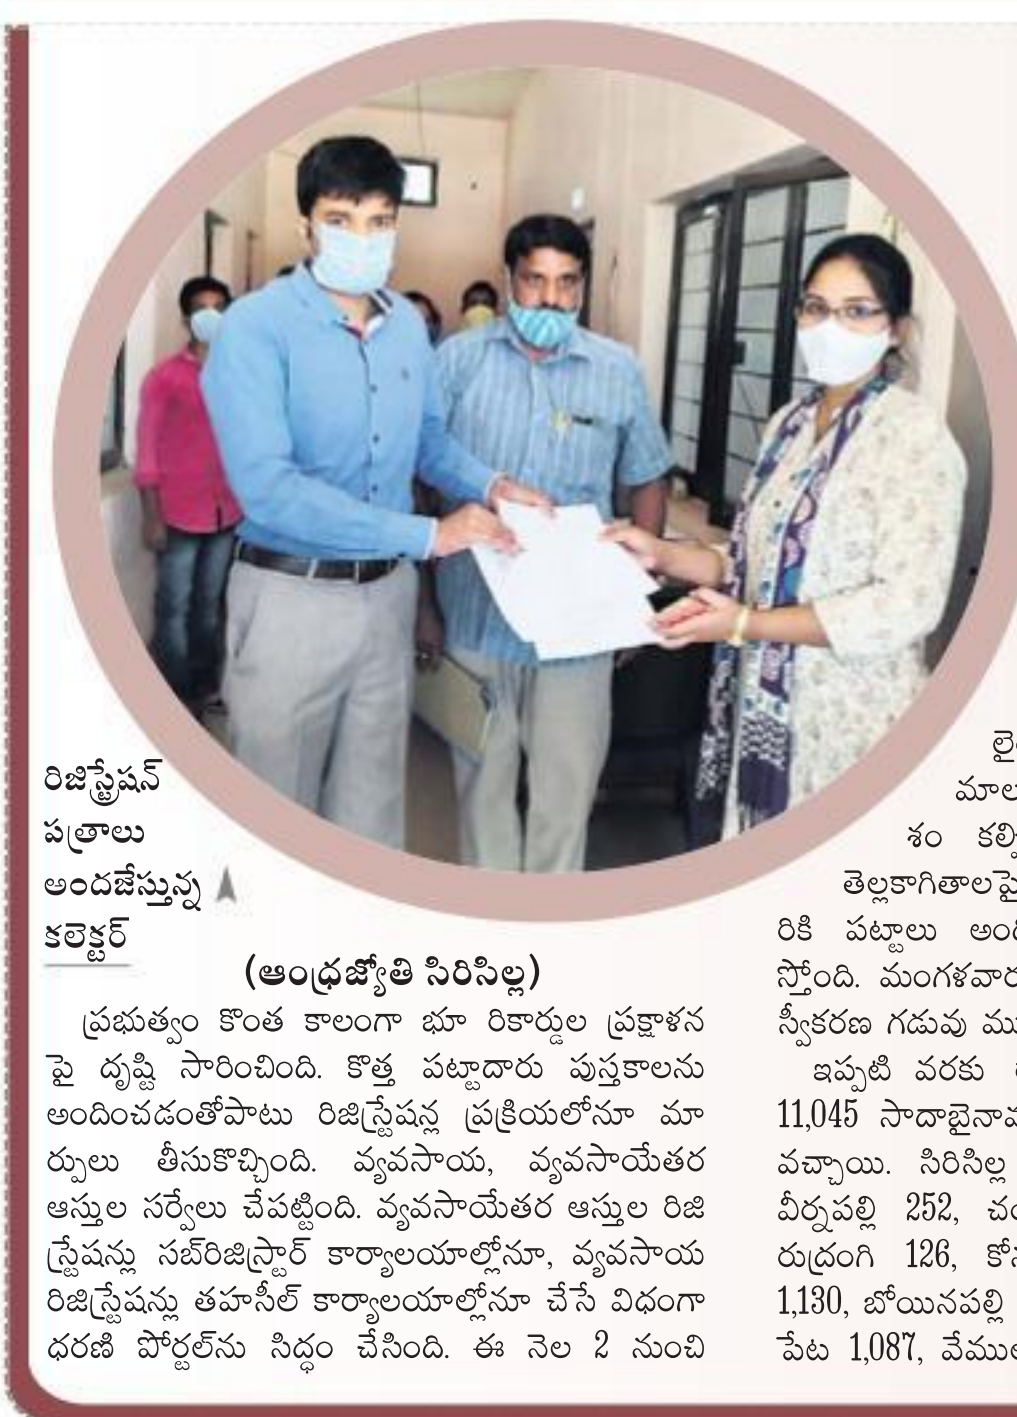 రిజిస్ట్రేషన్
పత్రాలు
అందజేస్తున్న
కలెక్టర్
(ఆంధ్రజ్యోతి సిరిసిల్ల)
ప్రభుత్వం కొంత కాలంగా భూ రికార్డుల ప్రక్షాళన
పై దృష్టి సారించింది. కొత్త పట్టాదారు పుస్తకాలను
అందించడంతోపాటు రిజిస్ట్రేషన్ల ప్రక్రియలోనూ మా
ర్పులు తీసుకొచ్చింది. వ్యవసాయ, వ్యవసాయేతర
ఆస్తుల సర్వేలు చేపట్టింది. వ్యవసాయేతర ఆస్తుల రిజి
స్ట్రేషన్లు సబ్‌రిజిస్ట్రార్ కార్యాలయాల్లోనూ, వ్యవసాయ
రిజిస్ట్రేషన్లు తహసీల్ కార్యాలయాల్లోనూ చేసే విధంగా
ధరణి పోర్టల్‌ను సిద్ధం చేసింది. ఈ నెల 2 నుంచి
శం
తెల్లకాగితాలపై
రికి పట్టాలు
స్తోంది.
స్వీకరణ గడువు
ఇప్పటి వరకు
11,045
వచ్చాయి. సిరిసిల్ల
వీర్నపల్లి 252,
రుద్రంగి 126,
1,130, బోయినపల్లి
పేట 1,087,